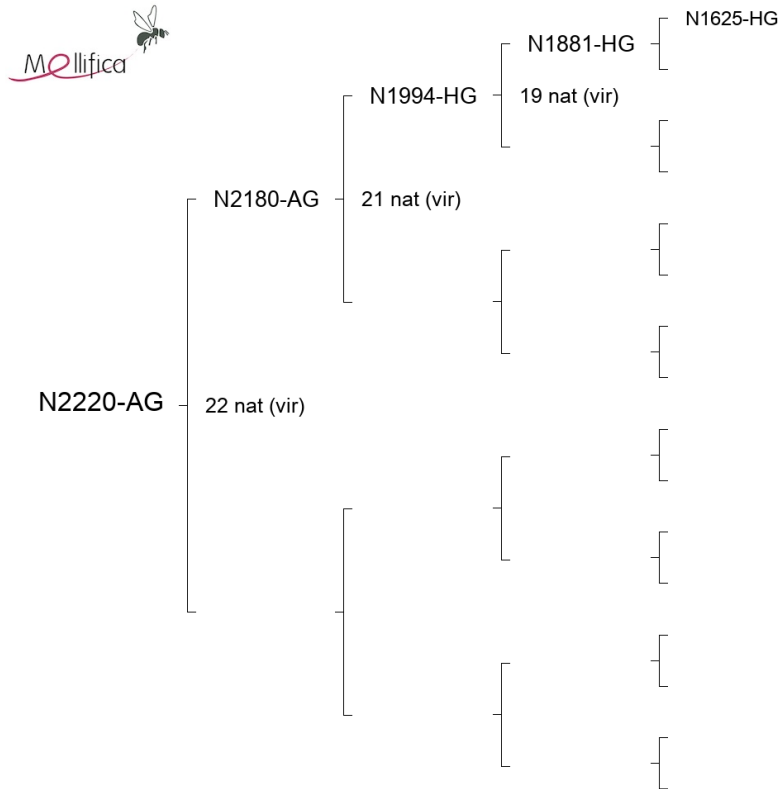 Mellifica
N1625-HG
N1881-HG
N1994-HG
19 nat (vir)
N2180-AG
21 nat (vir)
N2220-AG
22 nat (vir)